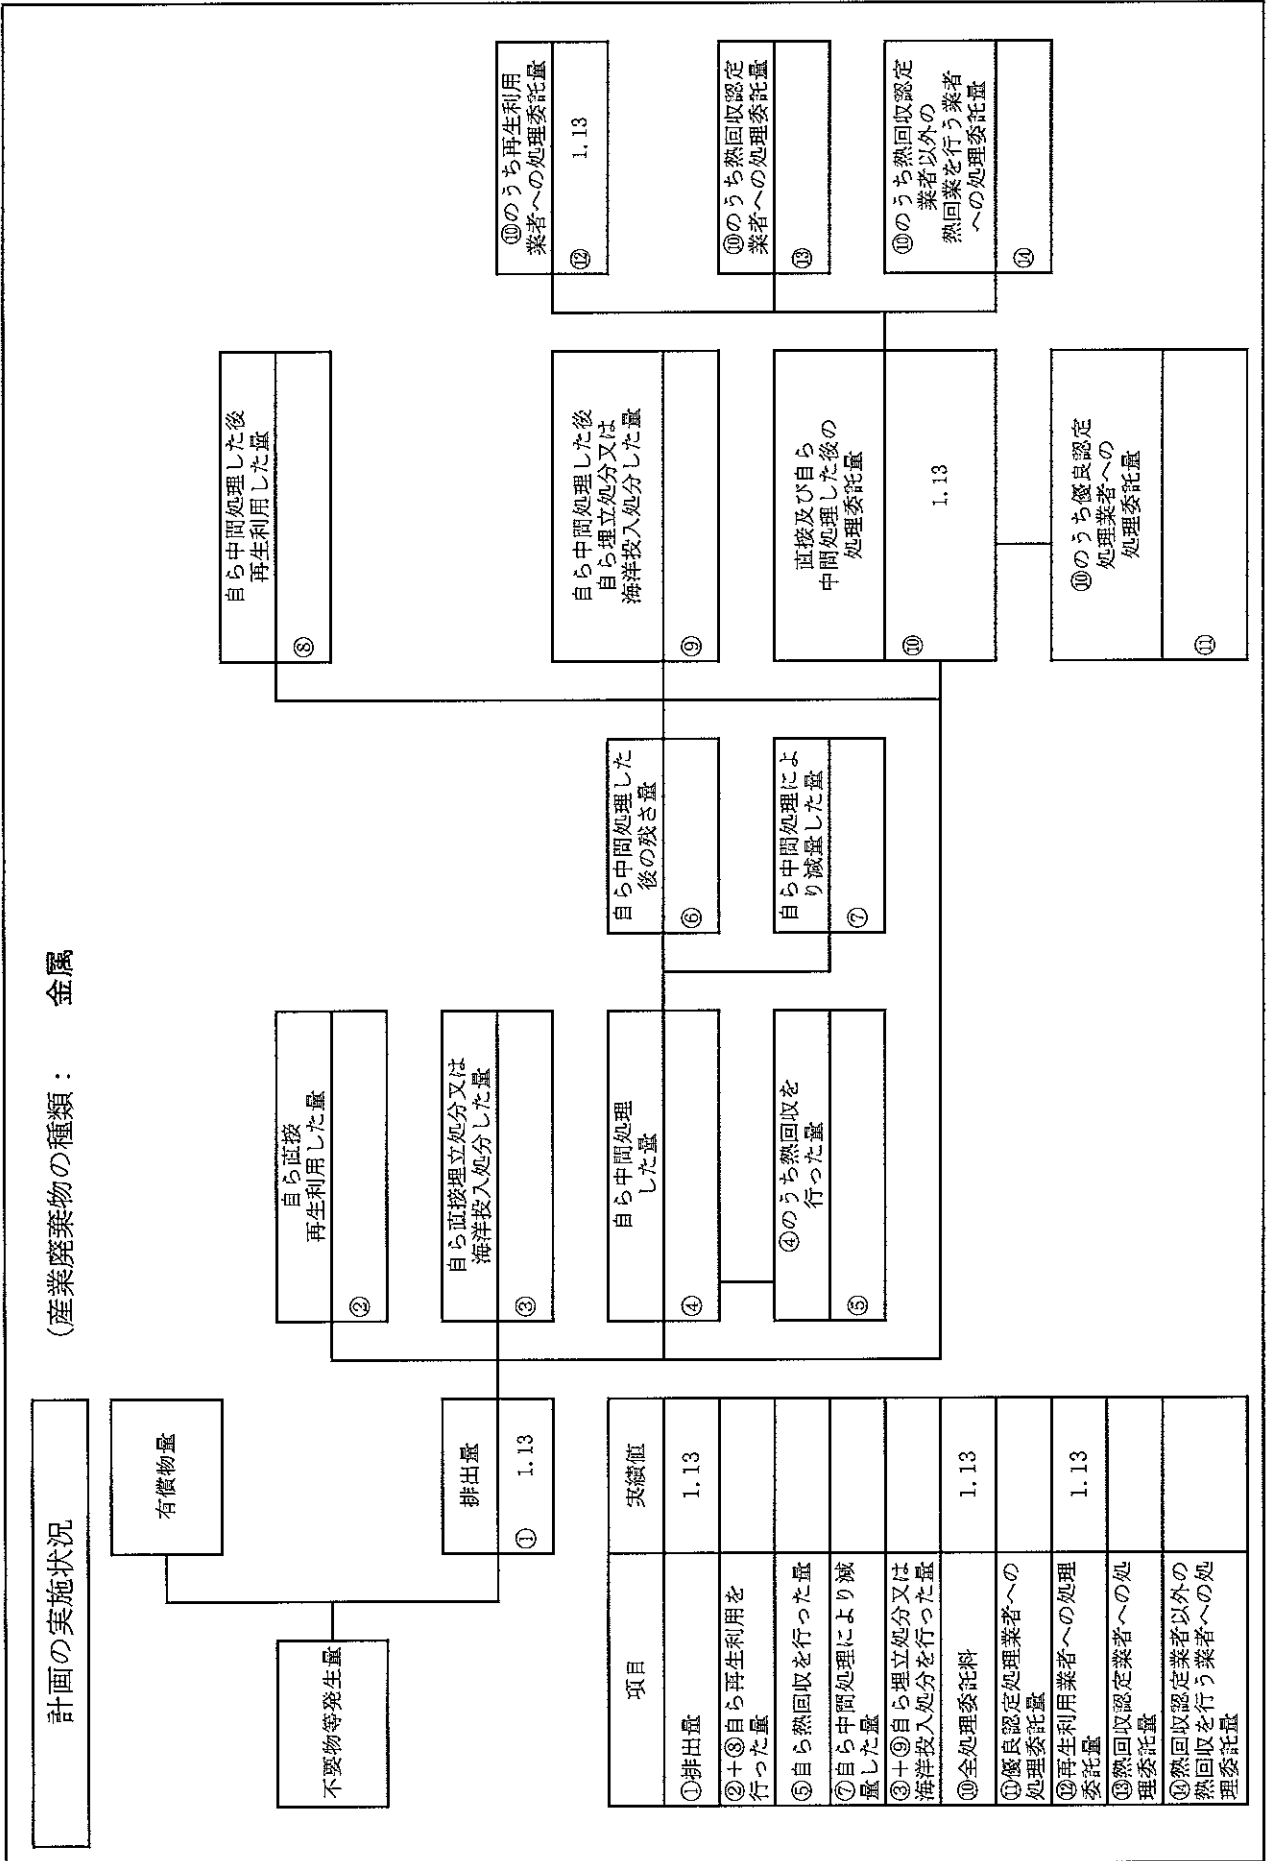 計画の実施状況
(産業廃棄物の種類： 金属
不要物等発生量
有償物量
排出量
① 1.13
自ら直接
再生利用した量
②
自ら直接埋立処分又は
海洋投入処分した量
③
自ら中間処理
した量
④
④のうち熱回収を
行った量
⑤
自ら中間処理した
後の残さ量
⑥
自ら中間処理によ
り減量した量
⑦
自ら中間処理した後
再生利用した量
⑧
自ら中間処理した後
自ら埋立処分又は
海洋投入処分した量
⑨
直接及び自ら
中間処理した後の
処理委託量
⑩ 1.13
⑩のうち優良認定
処理業者への
処理委託量
⑪
⑩のうち再生利用
業者への処理委託量
⑫ 1.13
⑩のうち熱回収認定
業者への処理委託量
⑬
⑩のうち熱回収認定
業者以外の
熱回業を行う業者
への処理委託量
⑭
項目 実績値
①排出量 1.13
②＋⑧自ら再生利用を
行った量
⑤自ら熱回収を行った量
⑦自ら中間処理により減
量した量
③＋⑨自ら埋立処分又は
海洋投入処分を行った量
⑩全処理委託料 1.13
⑪優良認定処理業者への
処理委託量
⑫再生利用業者への処理
委託量 1.13
⑬熱回収認定業者への処
理委託量
⑭熱回収認定業者以外の
熱回収を行う業者への処
理委託量